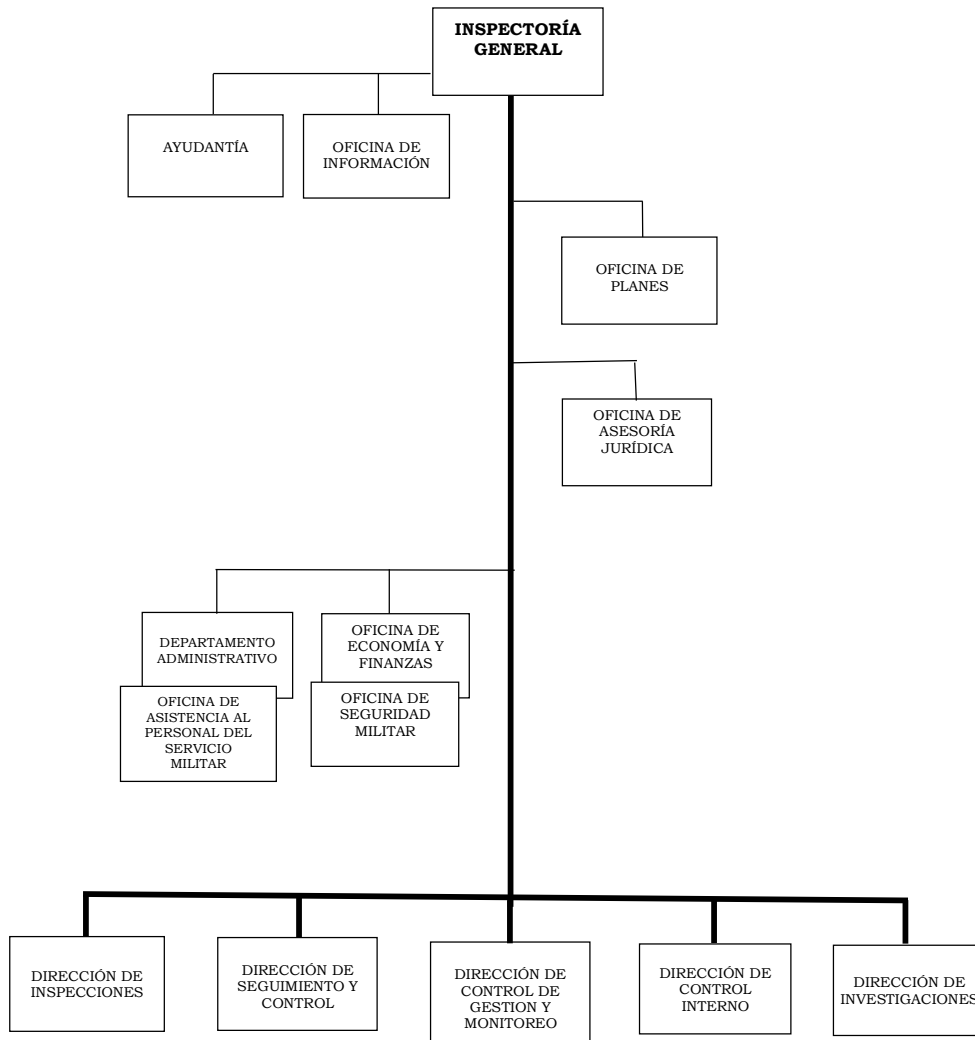 INSPECTORÍA
GENERAL
AYUDANTÍA
OFICINA DE
INFORMACIÓN
OFICINA DE
PLANES
OFICINA DE
ASESORÍA
JURÍDICA
DEPARTAMENTO
ADMINISTRATIVO
OFICINA DE
ECONOMÍA Y
FINANZAS
OFICINA DE
ASISTENCIA AL
PERSONAL DEL
SERVICIO
MILITAR
OFICINA DE
SEGURIDAD
MILITAR
DIRECCIÓN DE
INSPECCIONES
DIRECCIÓN DE
SEGUIMIENTO Y
CONTROL
DIRECCIÓN DE
CONTROL DE
GESTION Y
MONITOREO
DIRECCIÓN DE
CONTROL
INTERNO
DIRECCIÓN DE
INVESTIGACIONES